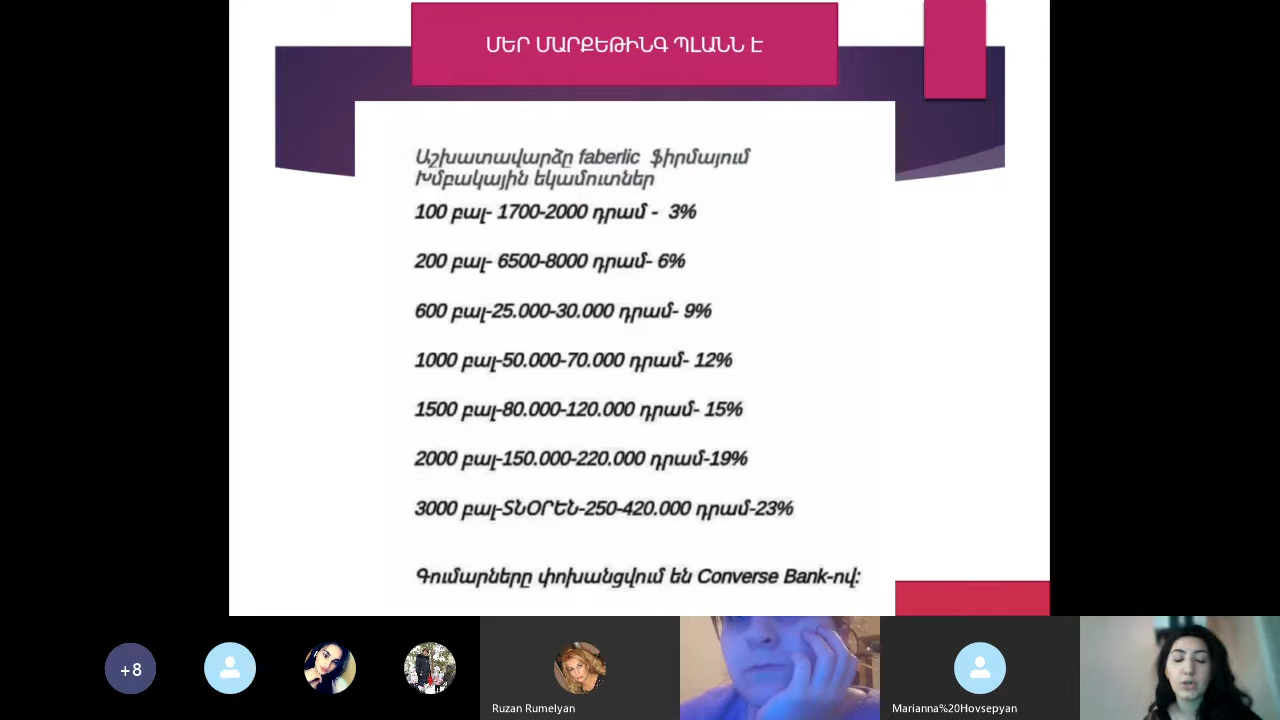 ՄԵՐ ՄԱՐՔԵԹԻՆԳ ՊԼԱՆՆ Է
Աշխատավարձը faberlic ֆիրմայում
Խմբակային եկամուտներ
100 բալ- 1700-2000 դրամ - 3%
200 բալ- 6500-8000 դրամ- 6%
600 բալ-25.000-30.000 դրամ- 9%
1000 բալ-50.000-70.000 դրամ- 12%
1500 բալ-80.000-120.000 դրամ- 15%
2000 բալ-150.000-220.000 դրամ-19%
3000 բալ-ՏՆՕՐԵՆ-250-420.000 դրամ-23%
Գումարները փոխանցվում են Converse Bank-ով:
+8
Ruzan Rumelyan
Marianna%20Hovsepyan